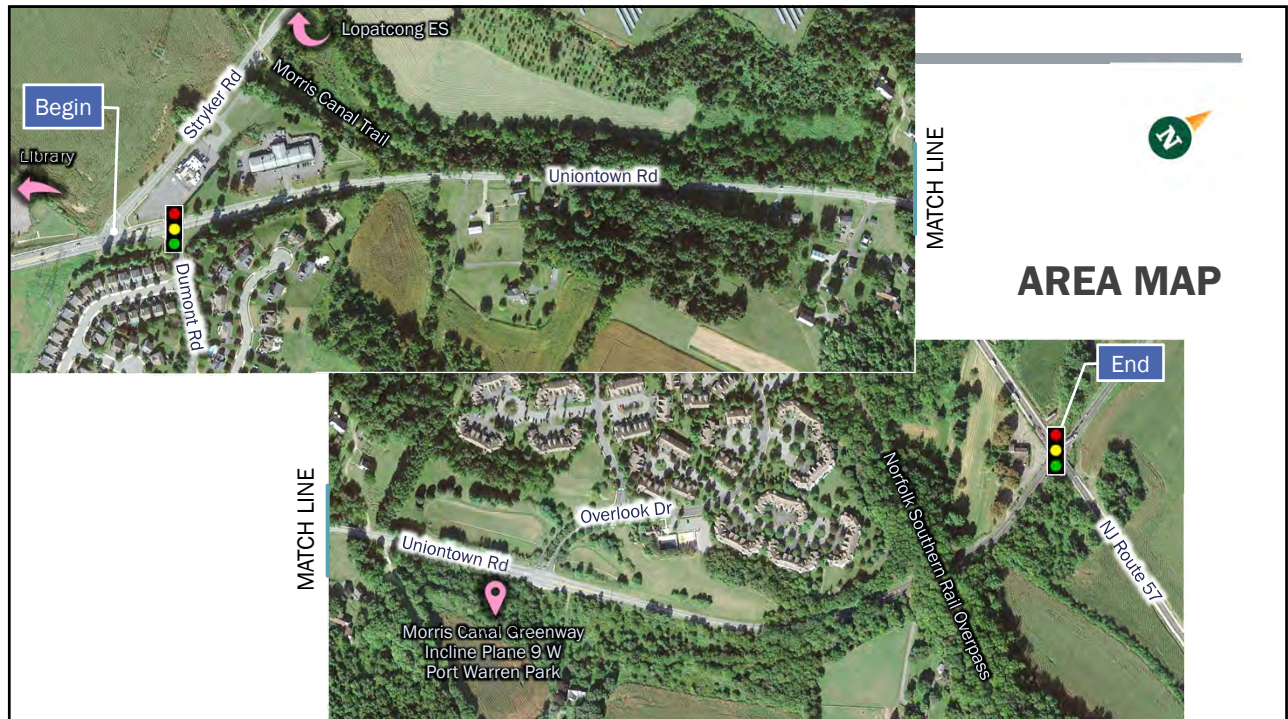 Lopatcong ES
Stryker Rd
Morris Canal Trail
Begin
Library
Uniontown Rd
Dumont Rd
MATCH LINE
N
AREA MAP
End
MATCH LINE
Overlook Dr
Uniontown Rd
Norfolk Southern Rail Overpass
NJ Route 57
Morris Canal Greenway
Incline Plane 9 W
Port Warren Park